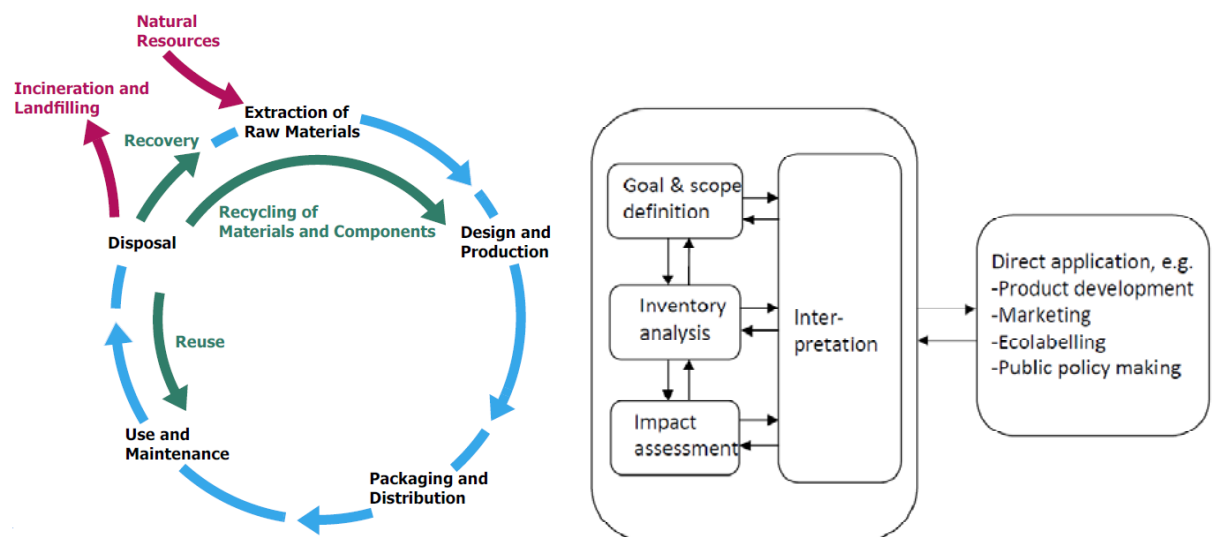 Natural
Resources
Incineration and
Landfilling
Extraction of
Raw Materials
Recovery
Recycling of
Materials and Components
Design and
Production
Disposal
Reuse
Use and
Maintenance
Packaging and
Distribution
Goal & scope
definition
Inventory
analysis
Impact
assessment
Inter-
pretation
Direct application, e.g.
-Product development
-Marketing
-Ecolabelling
-Public policy making